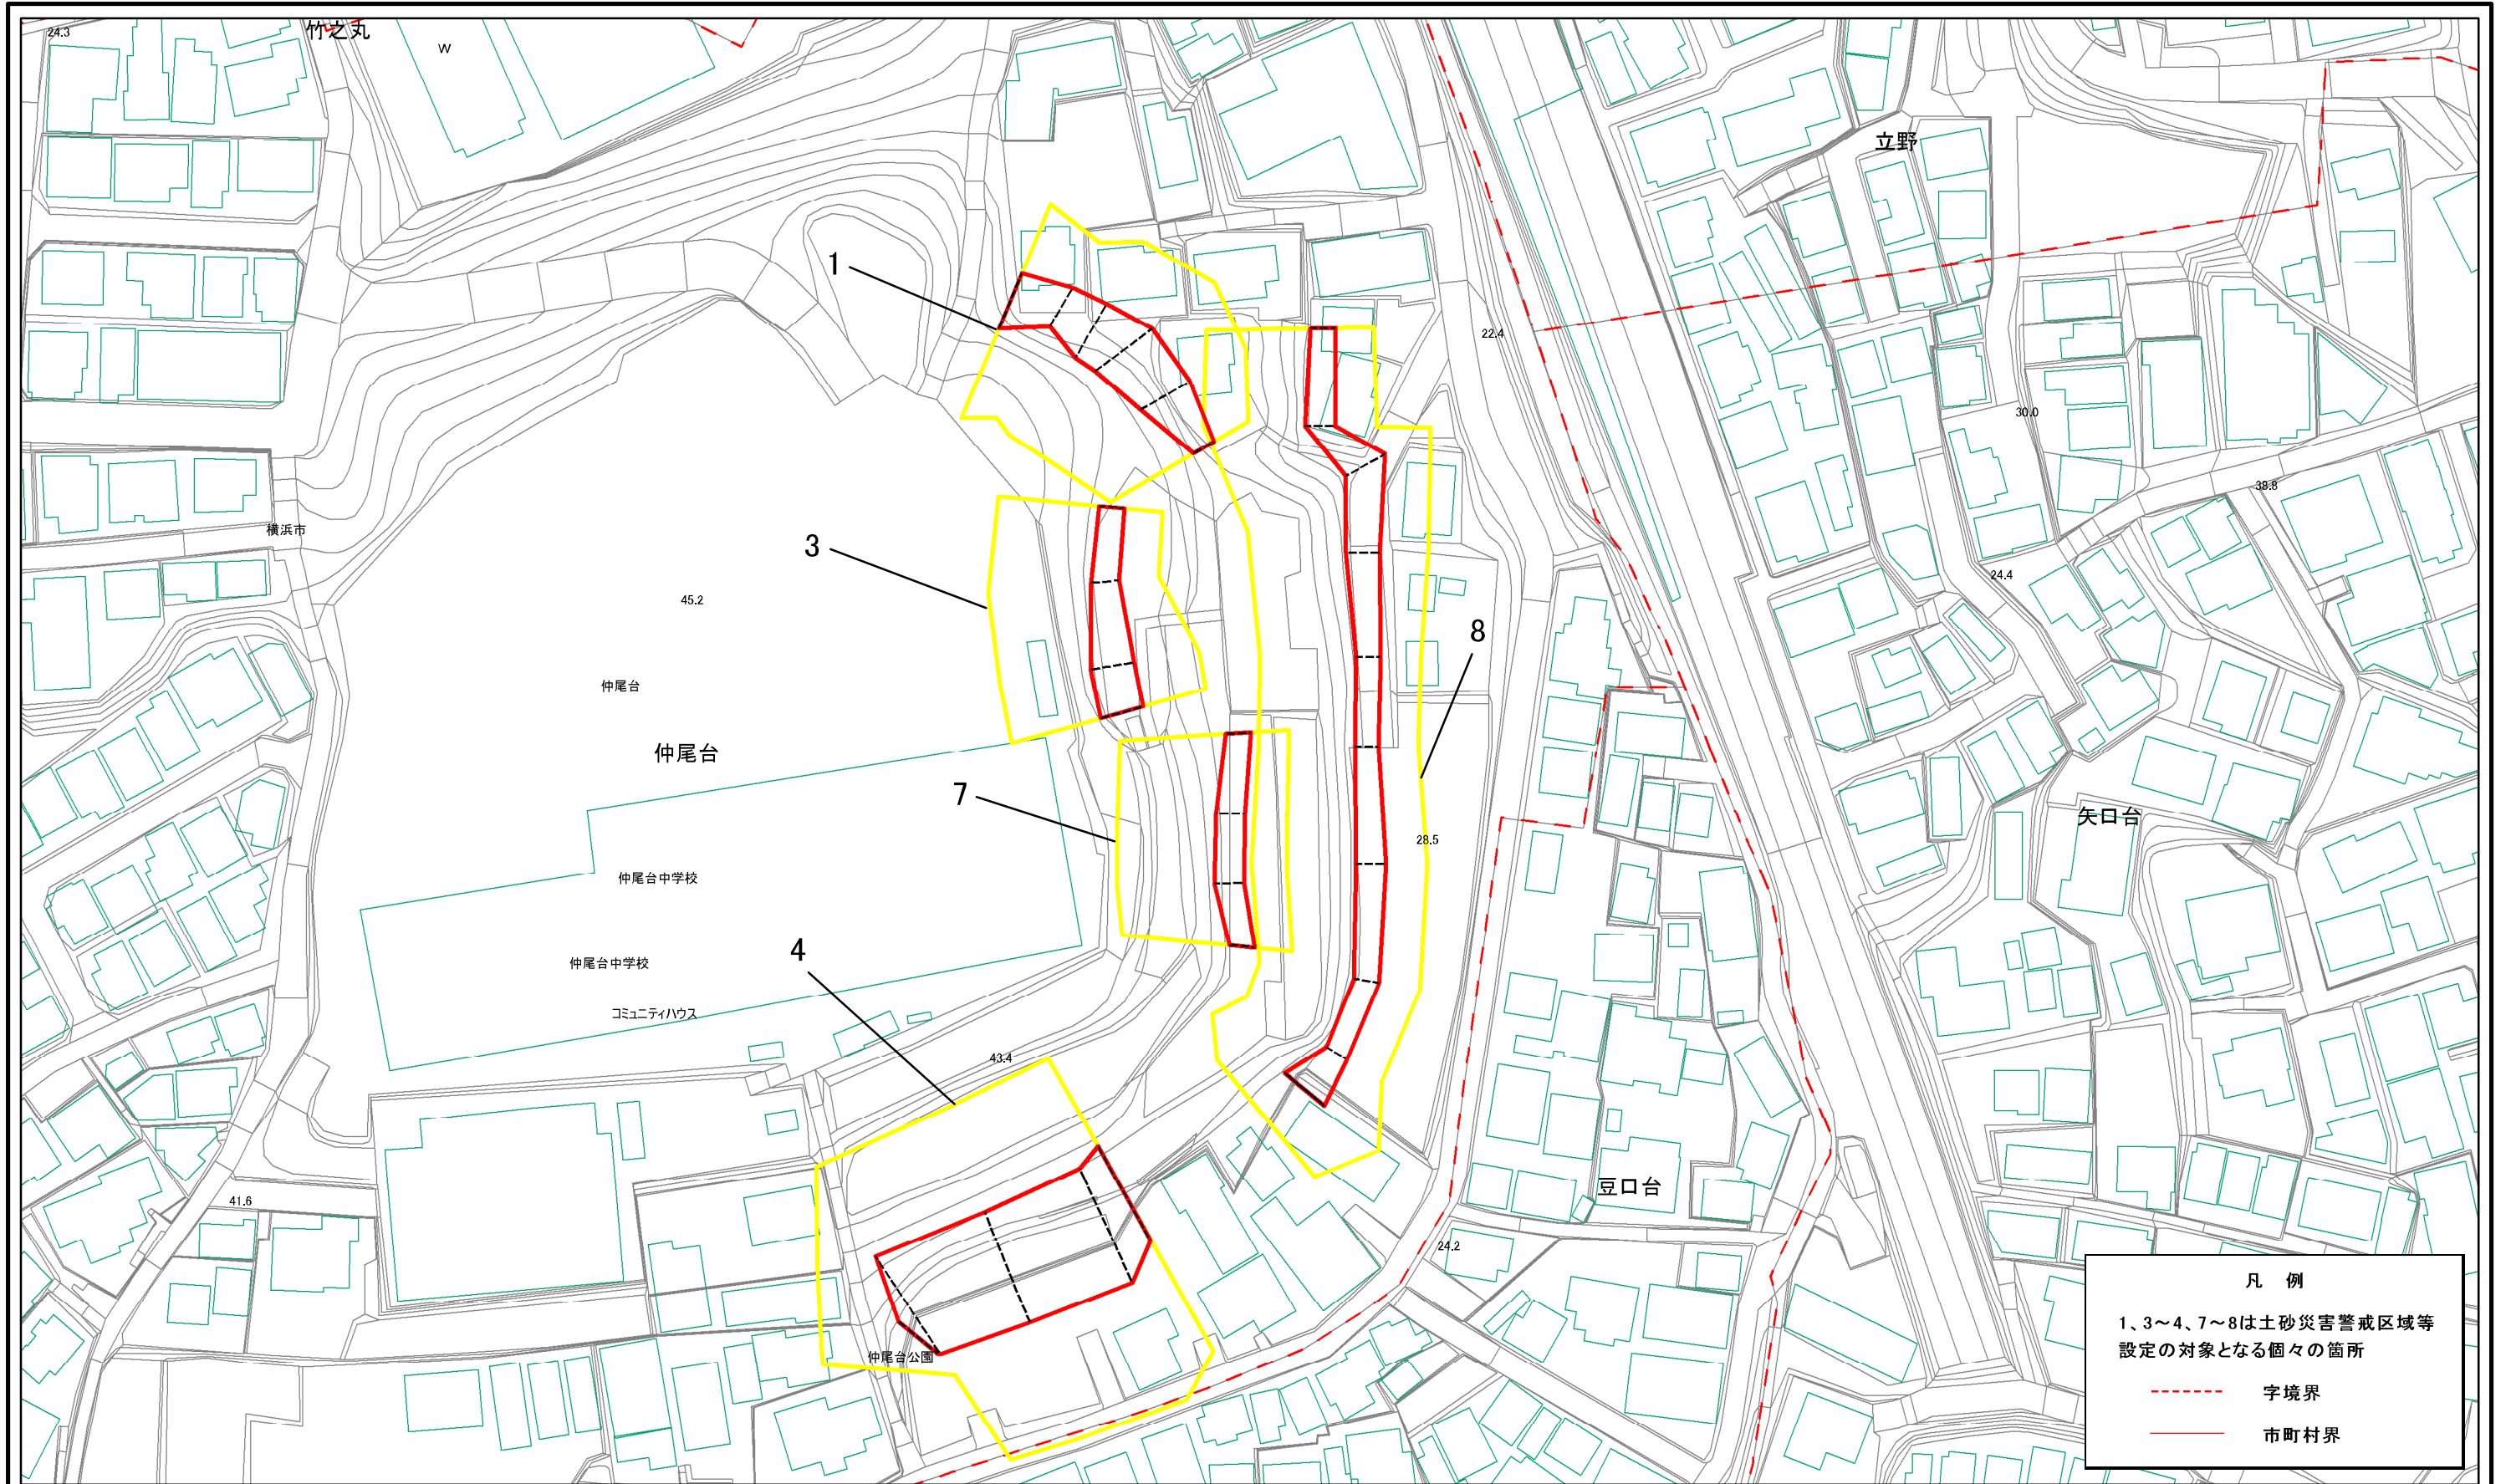 24.3
竹之丸
W
立野
1
22.4
30.0
38.8
横浜市
3
24.4
45.2
8
仲尾台
仲尾台
7
矢口台
28.5
仲尾台中学校
4
仲尾台中学校
コミュニティハウス
43.4
豆口台
41.6
24.2
仲尾台公園
凡 例
1、3～4、7～8は土砂災害警戒区域等
設定の対象となる個々の箇所
字境界
市町村界